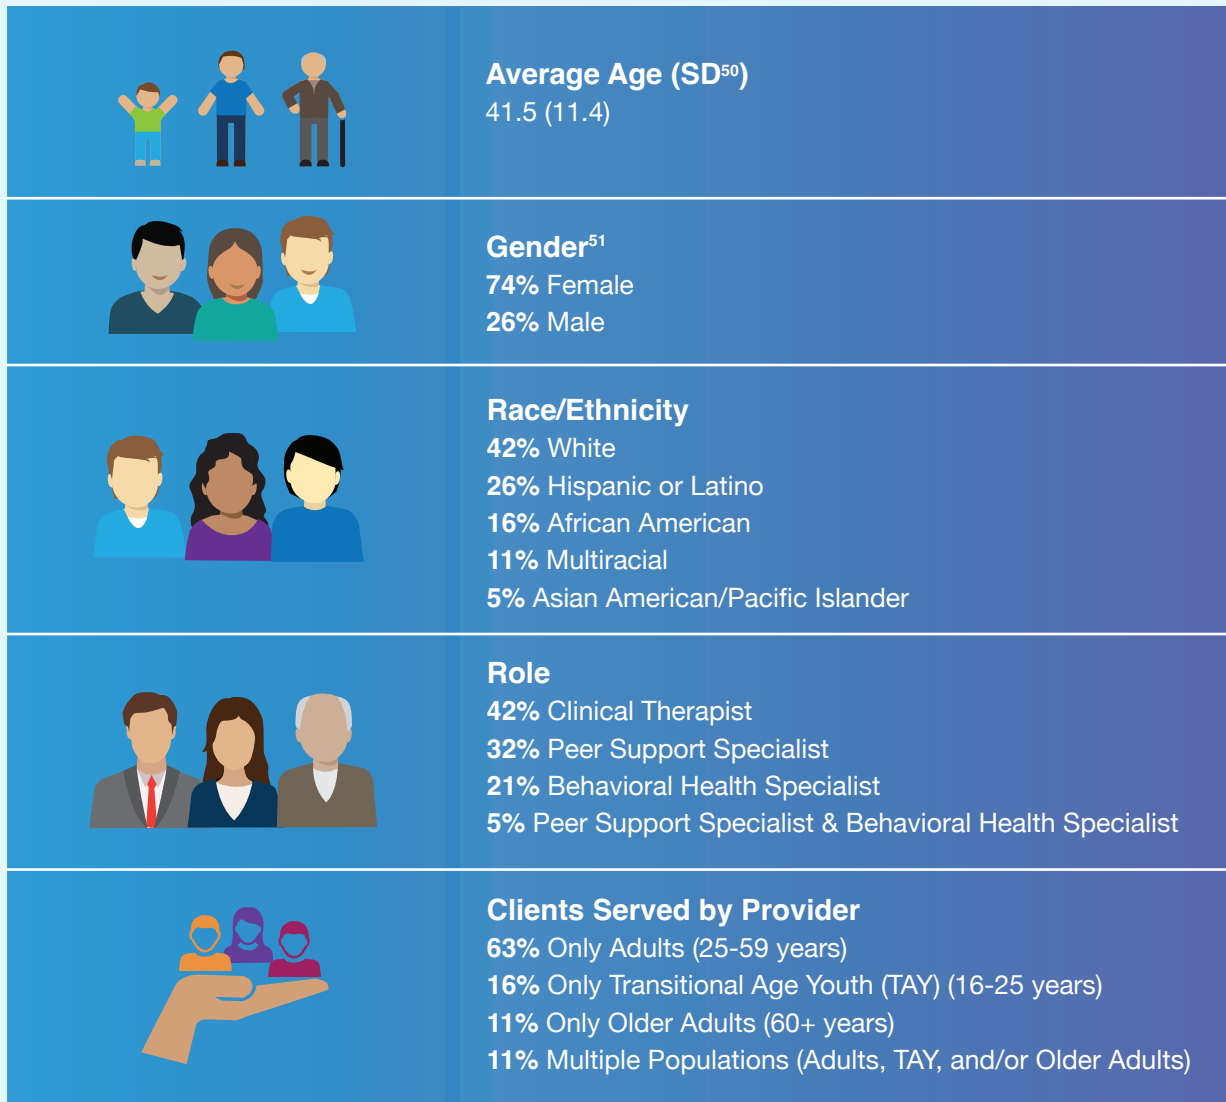 Average Age (SD50)
41.5 (11.4)
Gender51
74% Female
26% Male
Race/Ethnicity
42% White
26% Hispanic or Latino
16% African American
11% Multiracial
5% Asian American/Pacific Islander
Role
42% Clinical Therapist
32% Peer Support Specialist
21% Behavioral Health Specialist
5% Peer Support Specialist & Behavioral Health Specialist
Clients Served by Provider
63% Only Adults (25-59 years)
16% Only Transitional Age Youth (TAY) (16-25 years)
11% Only Older Adults (60+ years)
11% Multiple Populations (Adults, TAY, and/or Older Adults)